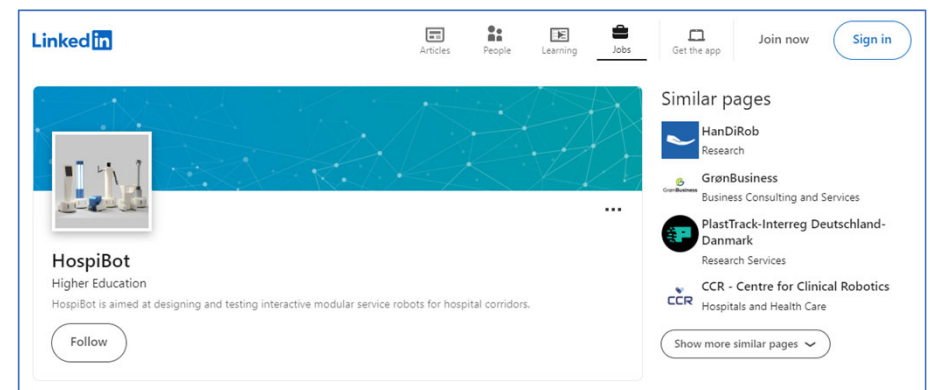 Linked in
Articles
People
Learning
Jobs
Get the app
Join now
Sign in
HospiBot
Higher Education
HospiBot is aimed at designing and testing interactive modular service robots for hospital corridors.
Follow
Similar pages
HanDiRob
Research
GrønBusiness
GrønBusiness
Business Consulting and Services
PlastTrack-Interreg Deutschland-
Danmark
Research Services
CCR
CCR - Centre for Clinical Robotics
Hospitals and Health Care
Show more similar pages